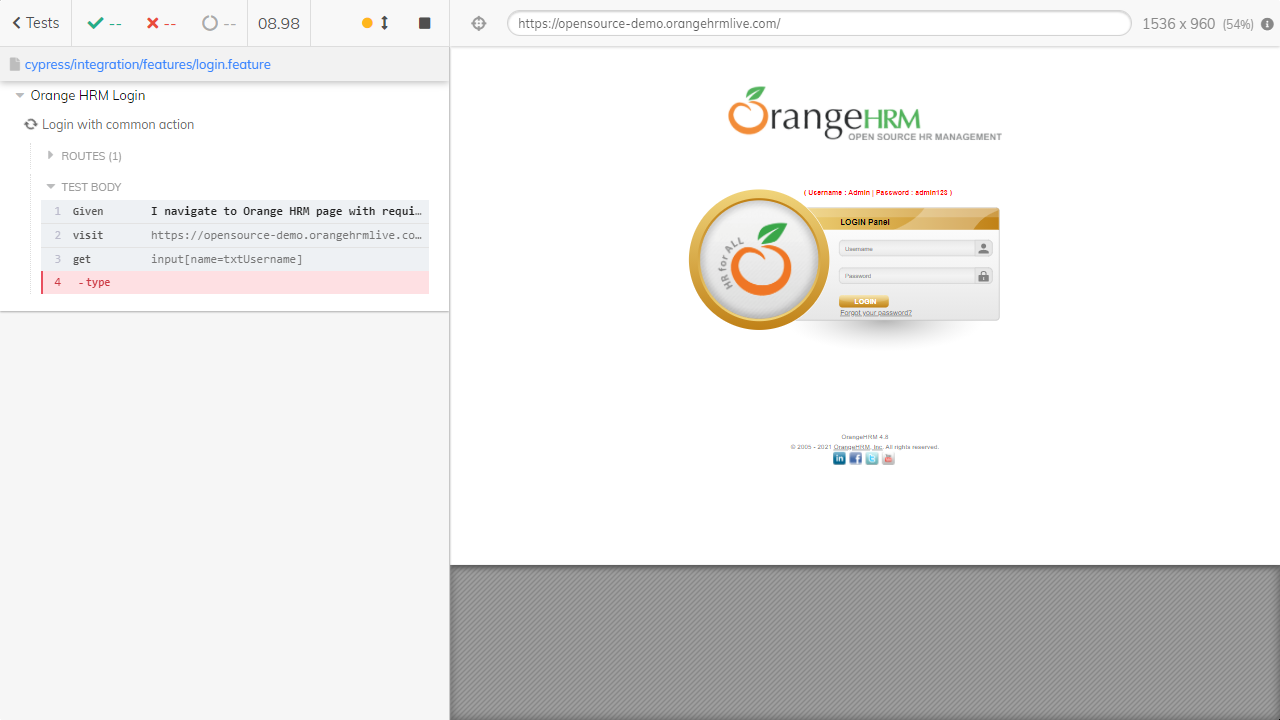 Tests
--
--
--
08.98
https://opensource-demo.orangehrmlive.com/
1536 x 960 (54%)
cypress/integration/features/login.feature
Orange HRM Login
Login with common action
ROUTES (1)
TEST BODY
1 Given I navigate to Orange HRM page with requi…
2 visit https://opensource-demo.orangehrmlive.co…
3 get input[name=txtUsername]
4 -type
OrangeHRM
OPEN SOURCE HR MANAGEMENT
( Username : Admin | Password : admin123 )
HR for ALL
LOGIN Panel
Username
Password
LOGIN
Forgot your password?
OrangeHRM 4.8
© 2005 - 2021 OrangeHRM, Inc. All rights reserved.
in
f
t